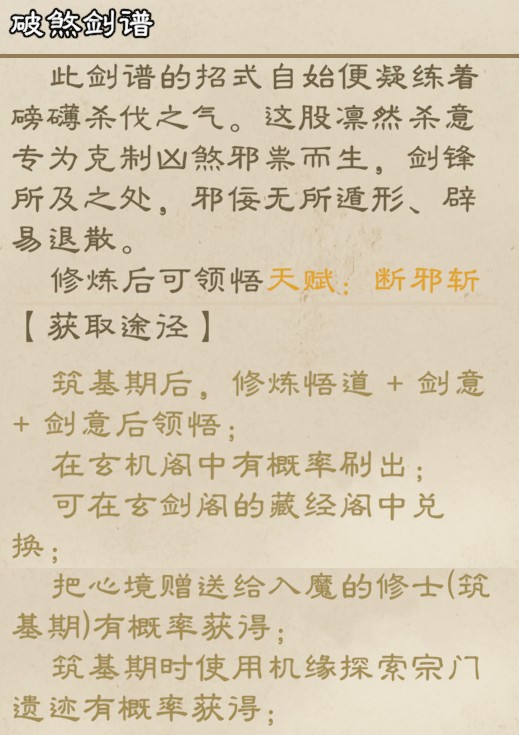 破煞剑谱
此剑谱的招式自始便凝练着
磅礴杀伐之气。这股凛然杀意
专为克制凶煞邪祟而生，剑锋
所及之处，邪佞无所遁形、辟
易退散。
修炼后可领悟天赋：断邪斩
【获取途径】
筑基期后，修炼悟道 + 剑意
+ 剑意后领悟；
在玄机阁中有概率刷出；
可在玄剑阁的藏经阁中兑
换；
把心境赠送给入魔的修士(筑
基期)有概率获得；
筑基期时使用机缘探索宗门
遗迹有概率获得；